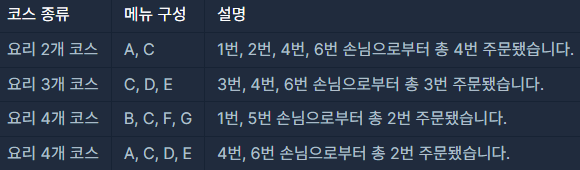 코스 종류 메뉴 구성 설명
요리 2개 코스 A, C 1번, 2번, 4번, 6번 손님으로부터 총 4번 주문됐습니다.
요리 3개 코스 C, D, E 3번, 4번, 6번 손님으로부터 총 3번 주문됐습니다.
요리 4개 코스 B, C, F, G 1번, 5번 손님으로부터 총 2번 주문됐습니다.
요리 4개 코스 A, C, D, E 4번, 6번 손님으로부터 총 2번 주문됐습니다.